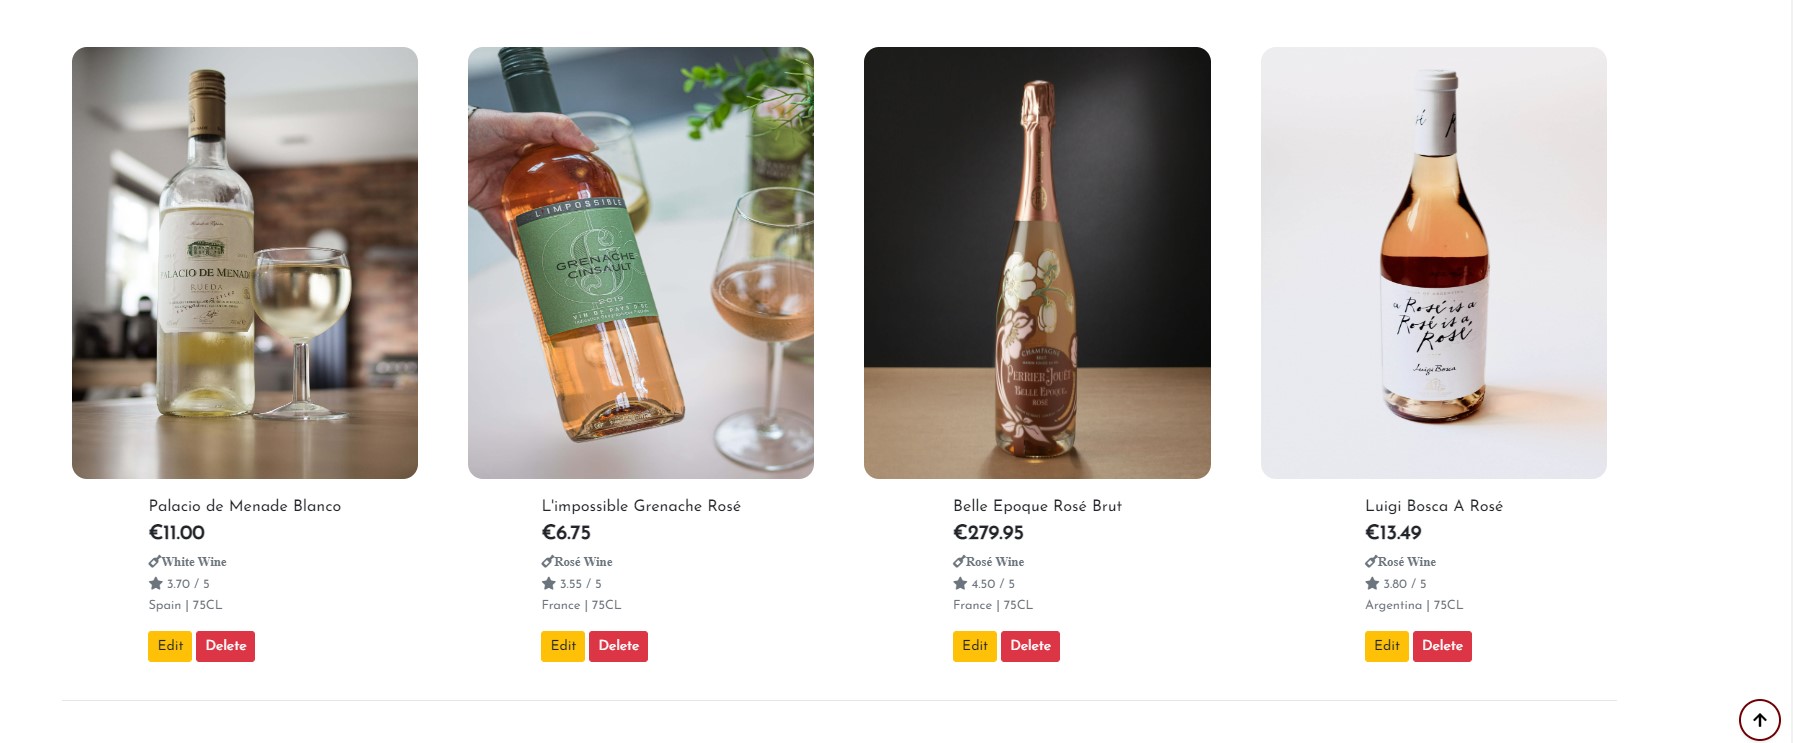 PALACIO DE MENADE
RUEDA
L'IMPOSSIBLE
GRENACHE
CINSAULT
2019
VIN DE PAYS D'OC
CHAMPAGNE
PERRIER-JOUËT
BELLE EPOQUE
ROSÉ
a Rosé is a
Rosé is a
Rosé
Luigi Bosca
Palacio de Menade Blanco
€11.00
White Wine
3.70 / 5
Spain | 75CL
Edit Delete
L'impossible Grenache Rosé
€6.75
Rosé Wine
3.55 / 5
France | 75CL
Edit Delete
Belle Epoque Rosé Brut
€279.95
Rosé Wine
4.50 / 5
France | 75CL
Edit Delete
Luigi Bosca A Rosé
€13.49
Rosé Wine
3.80 / 5
Argentina | 75CL
Edit Delete